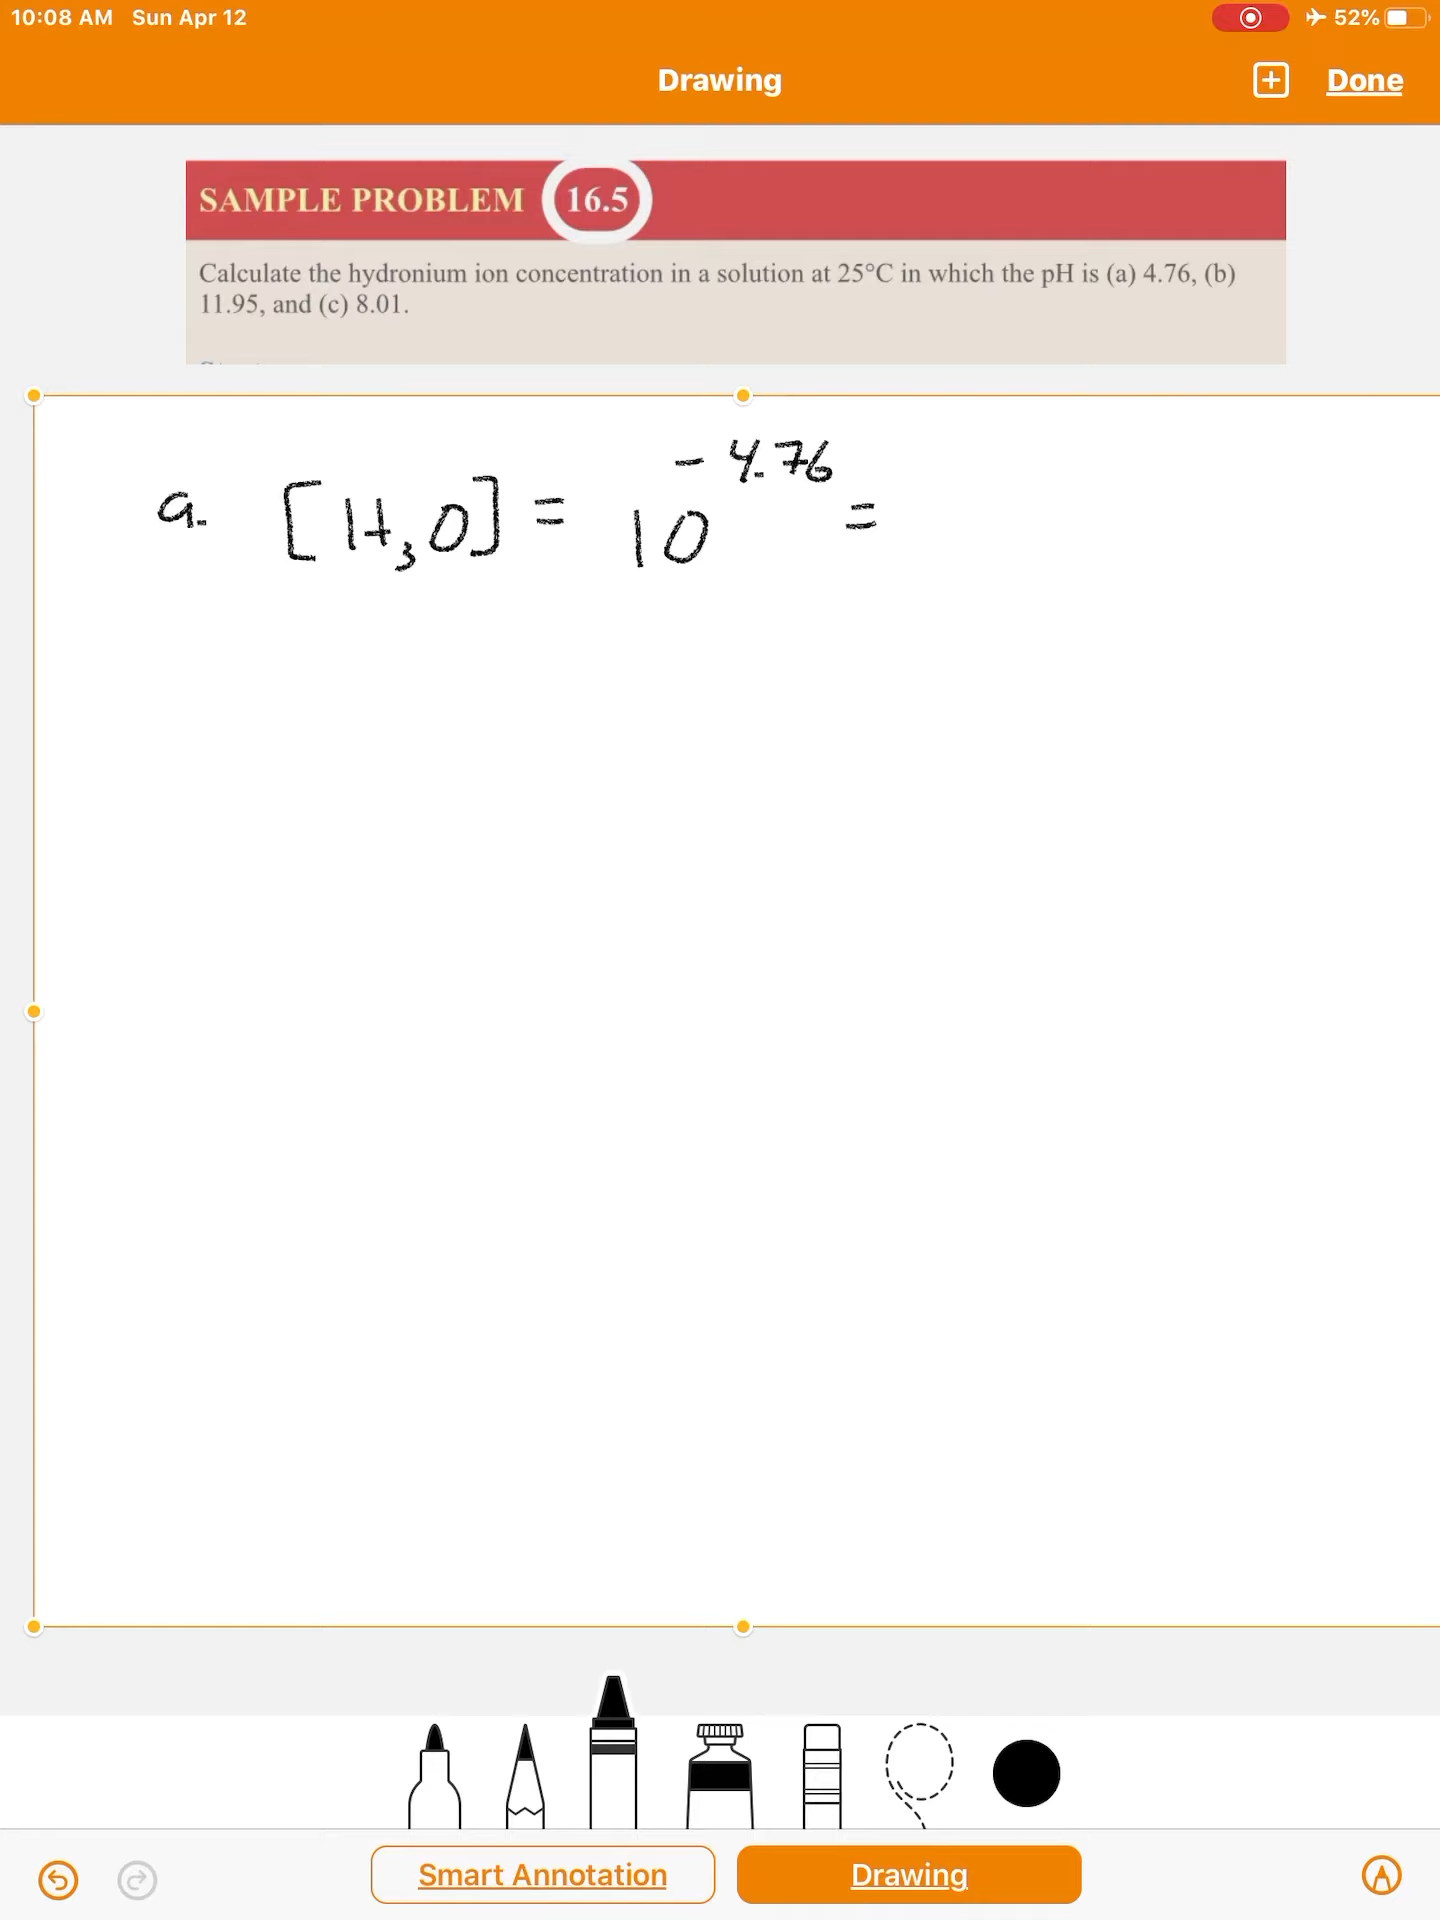 10:08 AM Sun Apr 12 52%
Drawing Done
SAMPLE PROBLEM 16.5
Calculate the hydronium ion concentration in a solution at 25°C in which the pH is (a) 4.76, (b)
11.95, and (c) 8.01.
a. [H₃O] = 10⁻⁴·⁷⁶ =
Smart Annotation Drawing